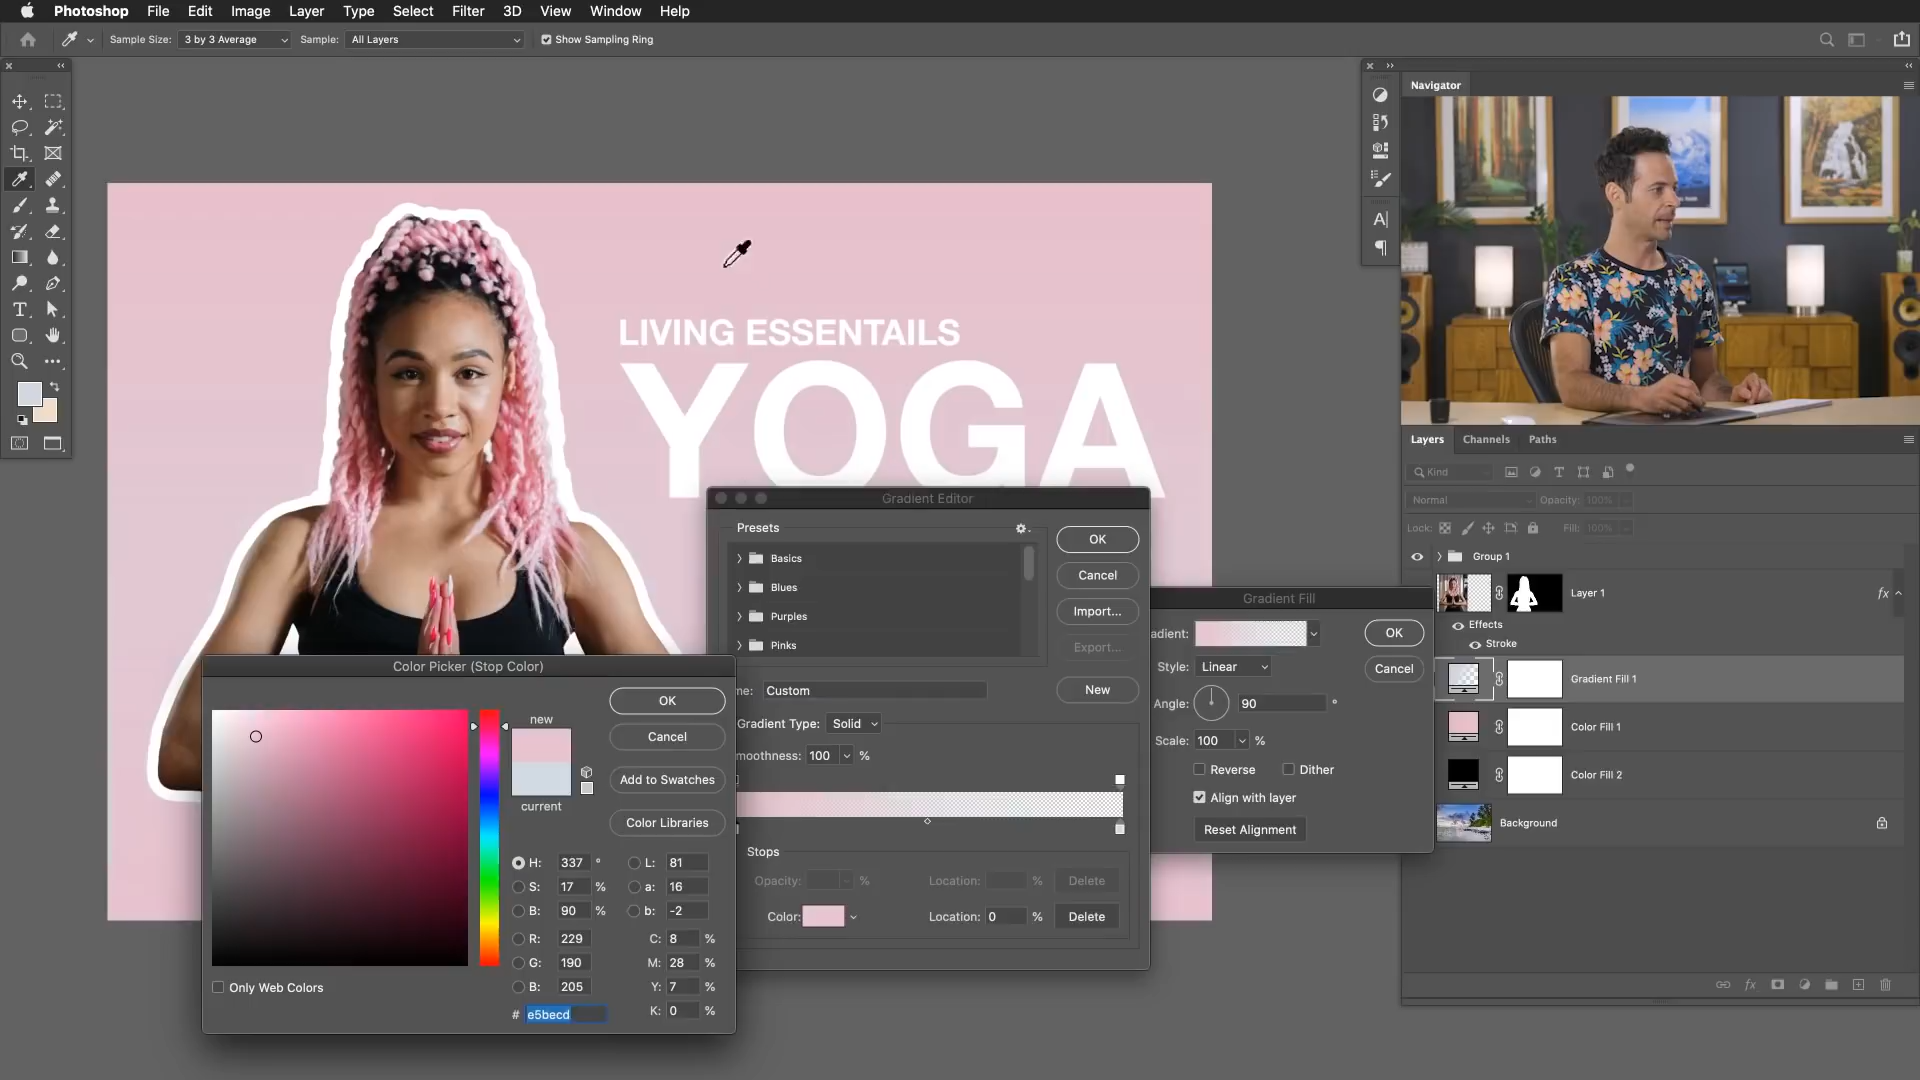 Photoshop File Edit Image Layer Type Select Filter 3D View Window Help
Sample Size: 3 by 3 Average Sample: All Layers Show Sampling Ring
Navigator
LIVING ESSENTAILS
YOGA
Layers Channels Paths
Kind
Normal Opacity: 100%
Lock: Fill: 100%
Group 1
Layer 1 fx
Effects
Stroke
Gradient Fill 1
Color Fill 1
Color Fill 2
Background
fx
Gradient Editor
Presets
Basics
Blues
Purples
Pinks
OK
Cancel
Import...
Export...
New
me: Custom
Gradient Type: Solid
moothness: 100 %
Stops
Opacity: % Location: % Delete
Color: Location: 0 % Delete
Gradient Fill
adient: OK
Style: Linear Cancel
Angle: 90 °
Scale: 100 %
Reverse Dither
Align with layer
Reset Alignment
Color Picker (Stop Color)
new
current
OK
Cancel
Add to Swatches
Color Libraries
H: 337 ° L: 81
S: 17 % a: 16
B: 90 % b: -2
R: 229 C: 8 %
G: 190 M: 28 %
B: 205 Y: 7 %
# e5becd K: 0 %
Only Web Colors